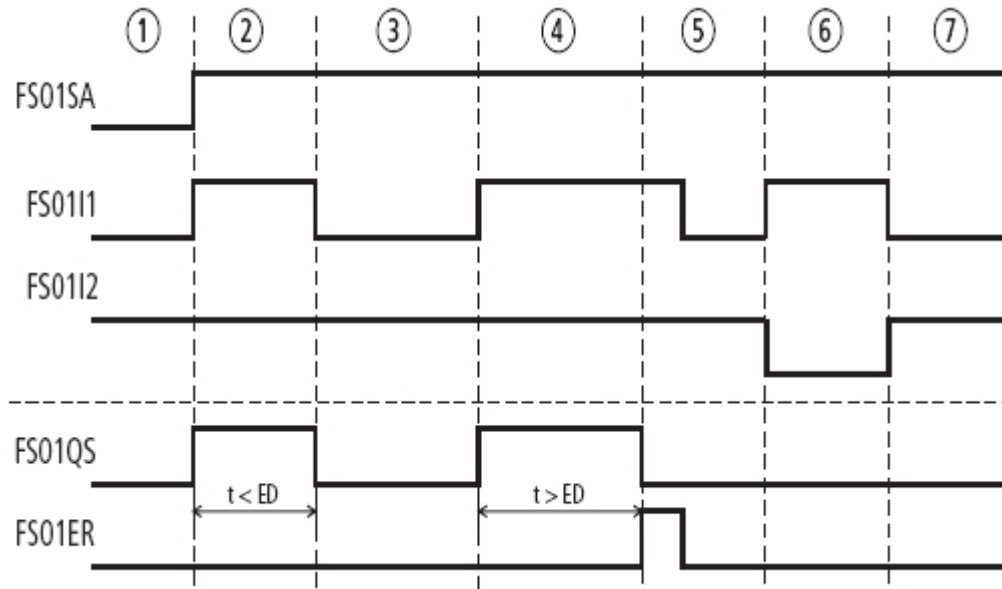 ① ② ③ ④ ⑤ ⑥ ⑦
FS01SA
FS01I1
FS01I2
FS01QS
t < ED t > ED
FS01ER